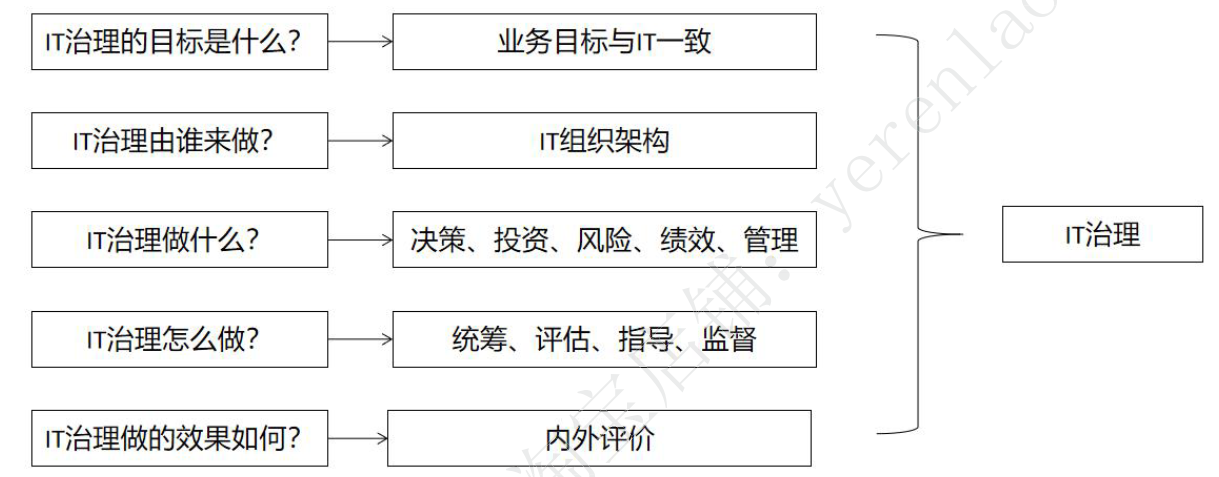 IT治理的目标是什么？
业务目标与IT一致
IT治理由谁来做？
IT组织架构
IT治理做什么？
决策、投资、风险、绩效、管理
IT治理
IT治理怎么做？
统筹、评估、指导、监督
IT治理做的效果如何？
内外评价
淘宝店铺：yerenlao